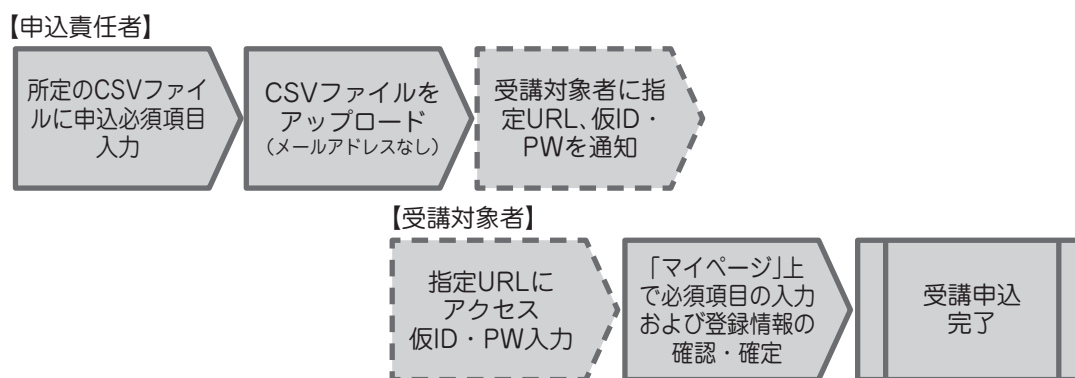 【申込責任者】
所定のCSVファイ
ルに申込必須項目
入力
CSVファイルを
アップロード
（メールアドレスなし）
受講対象者に指
定URL、仮ID・
PWを通知
【受講対象者】
指定URLに
アクセス
仮ID・PW入力
「マイページ」上
で必須項目の入力
および登録情報の
確認・確定
受講申込
完了